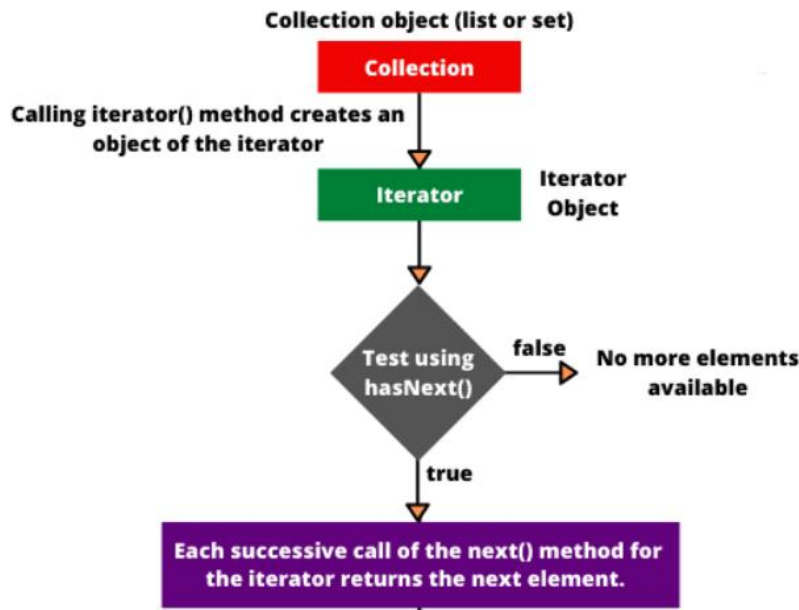 Collection object (list or set)
Collection
Calling iterator() method creates an
object of the iterator
Iterator
Iterator
Object
Test using
hasNext()
false
No more elements
available
true
Each successive call of the next() method for
the iterator returns the next element.